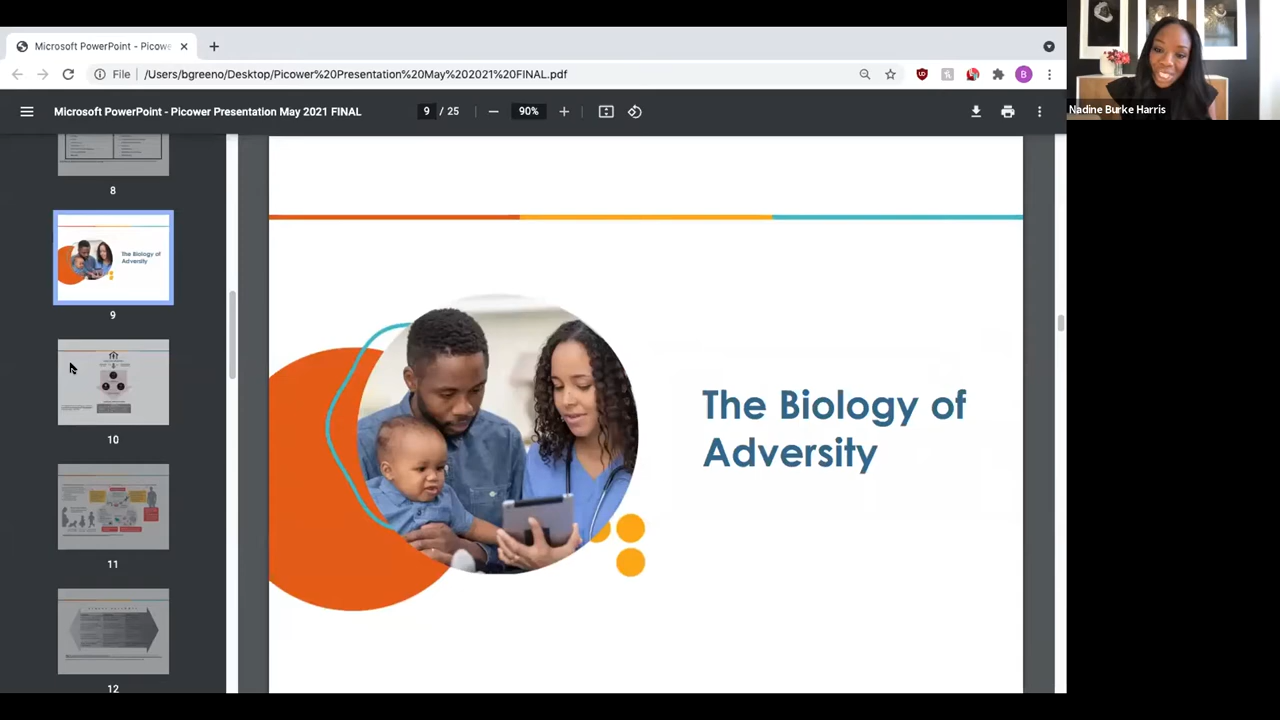 Microsoft PowerPoint - Picowe
File
/Users/bgreeno/Desktop/Picower%20Presentation%20May%202021%20FINAL.pdf
B
Nadine Burke Harris
Microsoft PowerPoint - Picower Presentation May 2021 FINAL
9 / 25
90%
8
The Biology of
Adversity
9
10
11
12
The Biology of
Adversity